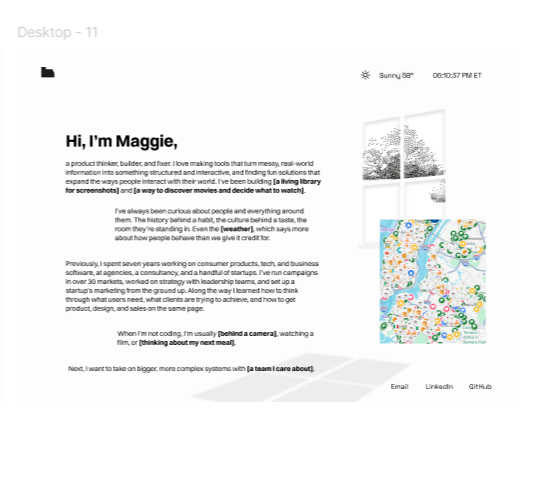 Desktop - 11
Sunny 58° 06:10:37 PM ET
Hi, I'm Maggie,
a product thinker, builder, and fixer. I love making tools that turn messy, real-world
information into something structured and interactive, and finding fun solutions that
expand the ways people interact with their world. I've been building [a living library
for screenshots] and [a way to discover movies and decide what to watch].
I've always been curious about people and everything around
them. The history behind a habit, the culture behind a taste, the
room they're standing in. Even the [weather], which says more
about how people behave than we give it credit for.
Previously, I spent seven years working on consumer products, tech, and business
software, at agencies, a consultancy, and a handful of startups. I've run campaigns
in over 30 markets, worked on strategy with leadership teams, and set up a
startup's marketing from the ground up. Along the way I learned how to think
through what users need, what clients are trying to achieve, and how to get
product, design, and sales on the same page.
When I'm not coding, I'm usually [behind a camera], watching a
film, or [thinking about my next meal].
Next, I want to take on bigger, more complex systems with [a team I care about].
Email LinkedIn GitHub